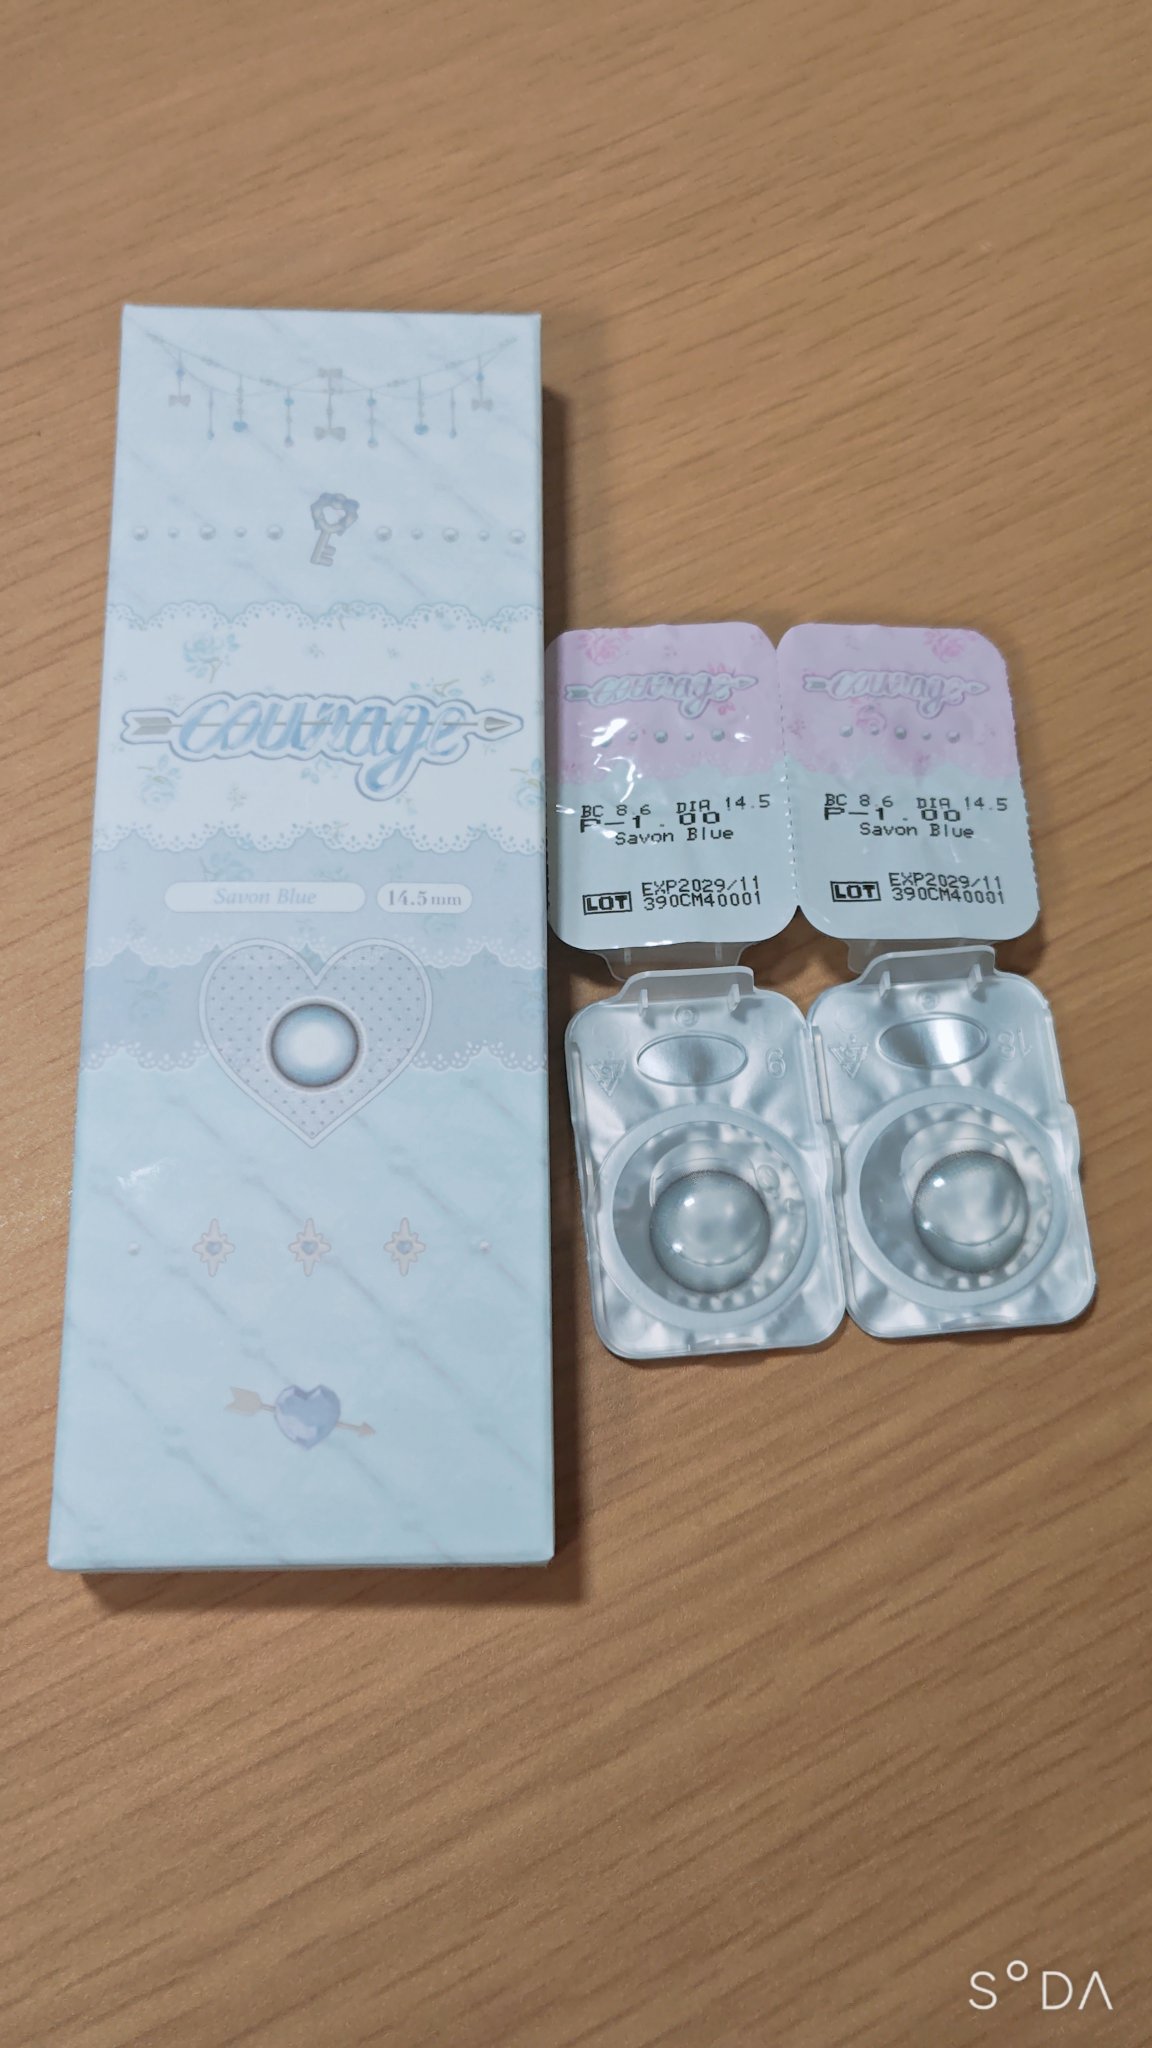 courage
Savon Blue
14.5mm
courage
BC 8.6 DIA 14.5
P-1.00
Savon Blue
LOT
EXP2029/11
390CM40001
courage
BC 8.6 DIA 14.5
P-1.00
Savon Blue
LOT
EXP2029/11
390CM40001
SODA